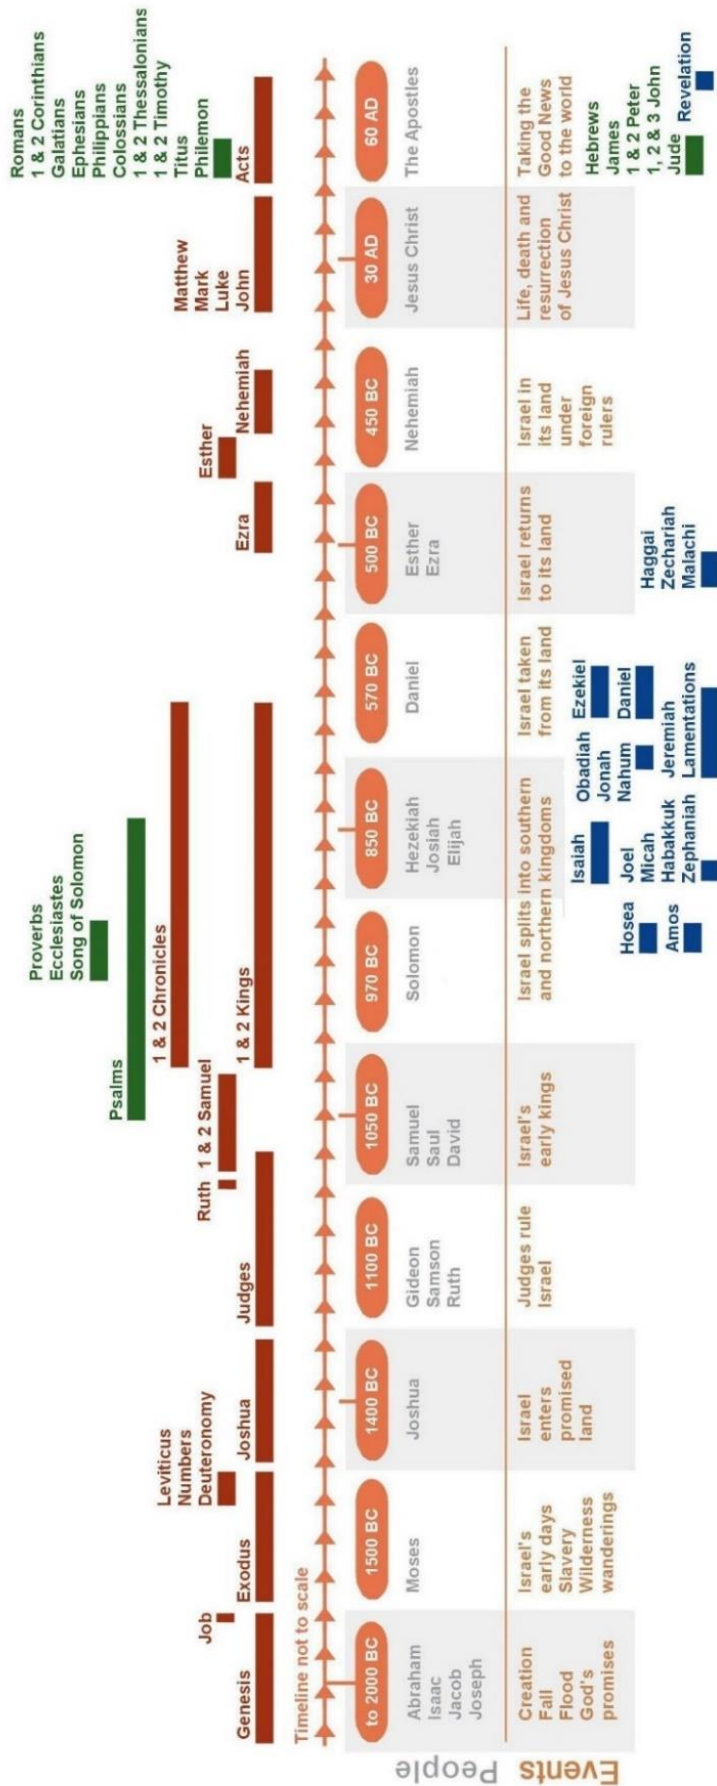 Romans
1 & 2 Corinthians
Galatians
Ephesians
Philippians
Colossians
1 & 2 Thessalonians
1 & 2 Timothy
Titus
Philemon
Proverbs
Ecclesiastes
Song of Solomon
Psalms
1 & 2 Chronicles
Matthew
Mark
Luke
John
Leviticus
Numbers
Deuteronomy
Job
Ruth
1 & 2 Samuel
Esther
Genesis
Exodus
Joshua
Judges
1 & 2 Kings
Ezra
Nehemiah
Acts
Timeline not to scale
to 2000 BC
1500 BC
1400 BC
1100 BC
1050 BC
970 BC
850 BC
570 BC
500 BC
450 BC
30 AD
60 AD
People
Abraham
Isaac
Jacob
Joseph
Moses
Joshua
Gideon
Samson
Ruth
Samuel
Saul
David
Solomon
Hezekiah
Josiah
Elijah
Daniel
Esther
Ezra
Nehemiah
Jesus Christ
The Apostles
Events
Creation
Fall
Flood
God's
promises
Israel's
early days
Slavery
Wilderness
wanderings
Israel
enters
promised
land
Judges rule
Israel
Israel's
early kings
Israel splits into southern
and northern kingdoms
Israel taken
from its land
Israel returns
to its land
Israel in
its land
under
foreign
rulers
Life, death and
resurrection
of Jesus Christ
Taking the
Good News
to the world
Hosea
Amos
Isaiah
Joel
Micah
Habakkuk
Zephaniah
Obadiah
Jonah
Nahum
Jeremiah
Lamentations
Ezekiel
Daniel
Haggai
Zechariah
Malachi
Hebrews
James
1 & 2 Peter
1, 2 & 3 John
Jude
Revelation